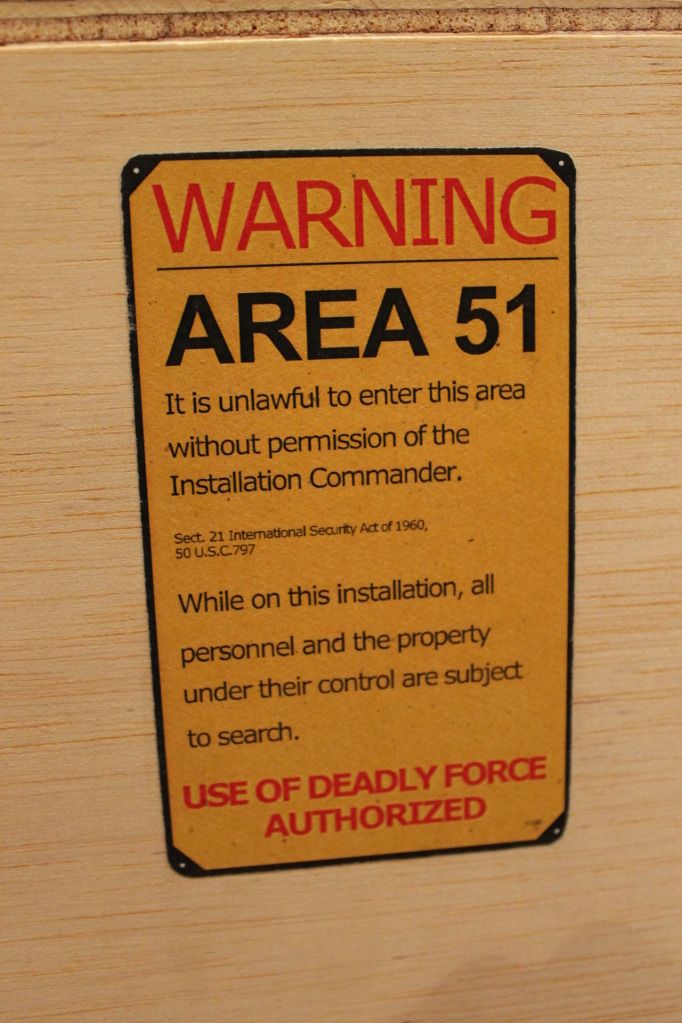 WARNING
AREA 51
It is unlawful to enter this area
without permission of the
Installation Commander.
Sect. 21 International Security Act of 1960,
50 U.S.C.797
While on this installation, all
personnel and the property
under their control are subject
to search.
USE OF DEADLY FORCE
AUTHORIZED